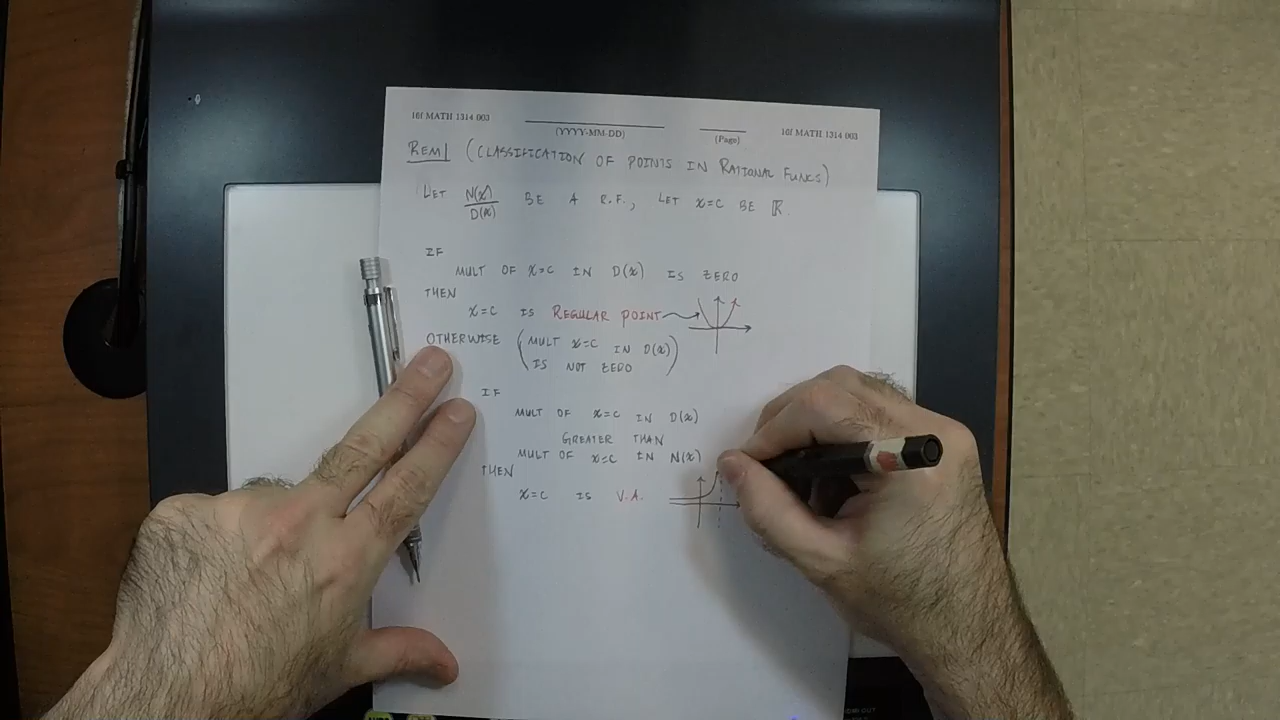 16f MATH 1314 003
(YYYY-MM-DD)
(Page)
16f MATH 1314 003
REM| (CLASSIFICATION OF POINTS IN RATIONAL FUNCS)
LET N(x)/D(x) BE A R.F., LET x=C BE ℝ.
IF
MULT OF x=C IN D(x) IS ZERO
THEN
x=C IS REGULAR POINT
OTHERWISE (MULT x=C IN D(x)
IS NOT ZERO)
IF
MULT OF x=C IN D(x)
GREATER THAN
MULT OF x=C IN N(x)
THEN
x=C IS V.A.